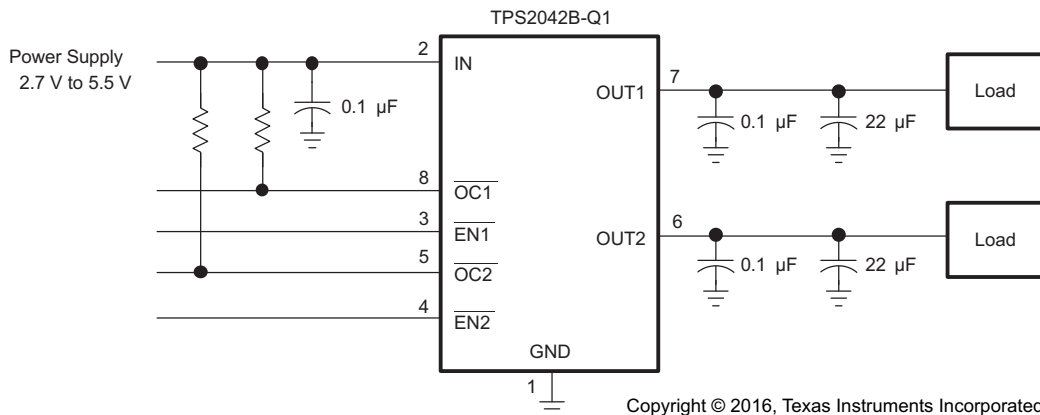 TPS2042B-Q1
Power Supply
2.7 V to 5.5 V
2
IN
0.1 µF
8
OC1
3
EN1
5
OC2
4
EN2
GND
1
OUT1
7
0.1 µF
22 µF
Load
OUT2
6
0.1 µF
22 µF
Load
Copyright © 2016, Texas Instruments Incorporated